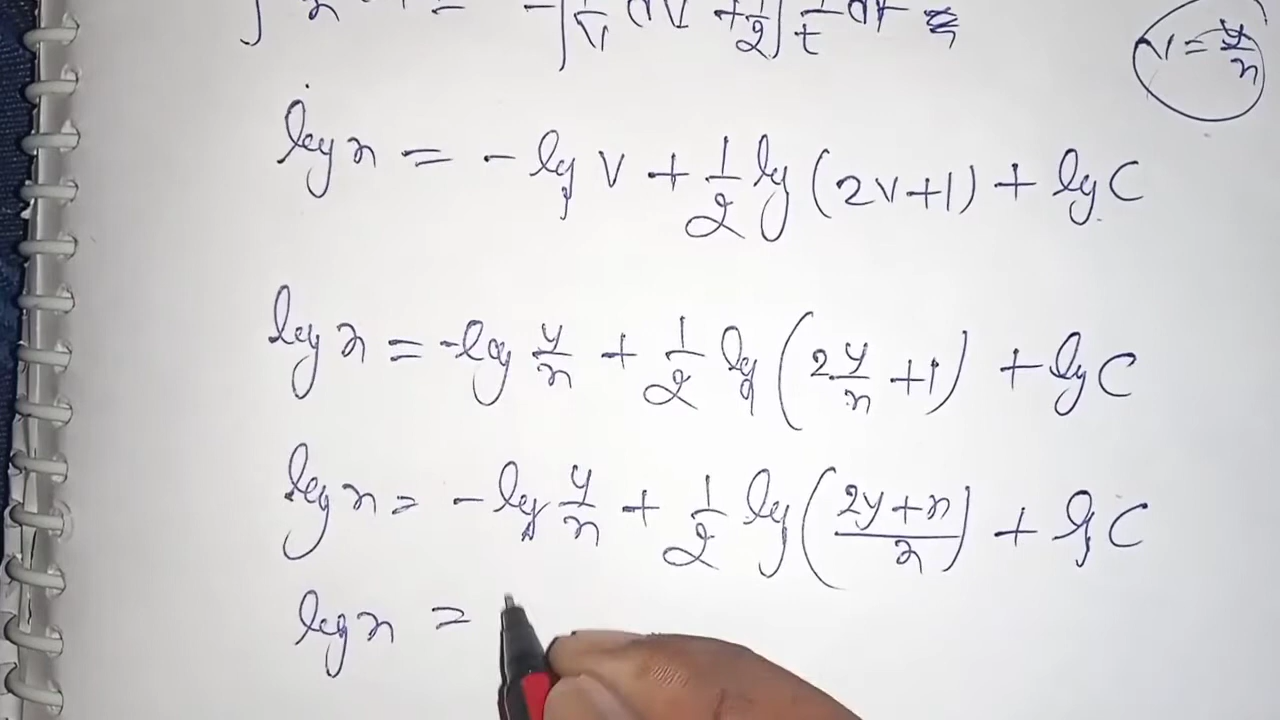 v = y/x
log x = - log v + 1/2 log (2v+1) + log C
log x = - log y/x + 1/2 log (2 y/x + 1) + log C
log x = - log y/x + 1/2 log ((2y+x)/x) + log C
log x =